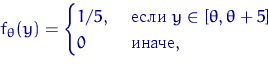 f_θ(y) = { 1/5, если y ∈ [θ, θ + 5]
0 иначе,